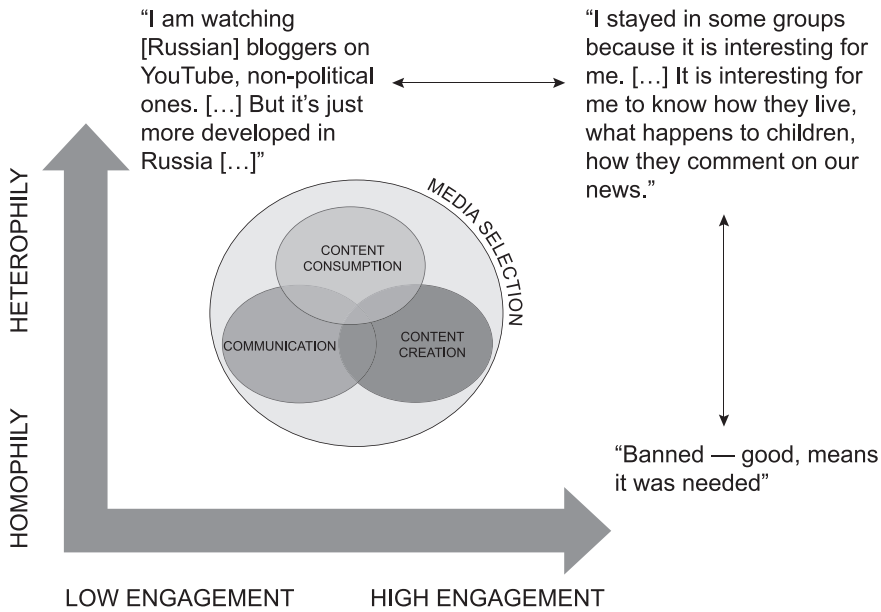 “I am watching
[Russian] bloggers on
YouTube, non-political
ones. […] But it’s just
more developed in
Russia […]”
“I stayed in some groups
because it is interesting for
me. […] It is interesting for
me to know how they live,
what happens to children,
how they comment on our
news.”
HETEROPHILY
HOMOPHILY
MEDIA SELECTION
CONTENT
CONSUMPTION
COMMUNICATION
CONTENT
CREATION
“Banned — good, means
it was needed”
LOW ENGAGEMENT
HIGH ENGAGEMENT